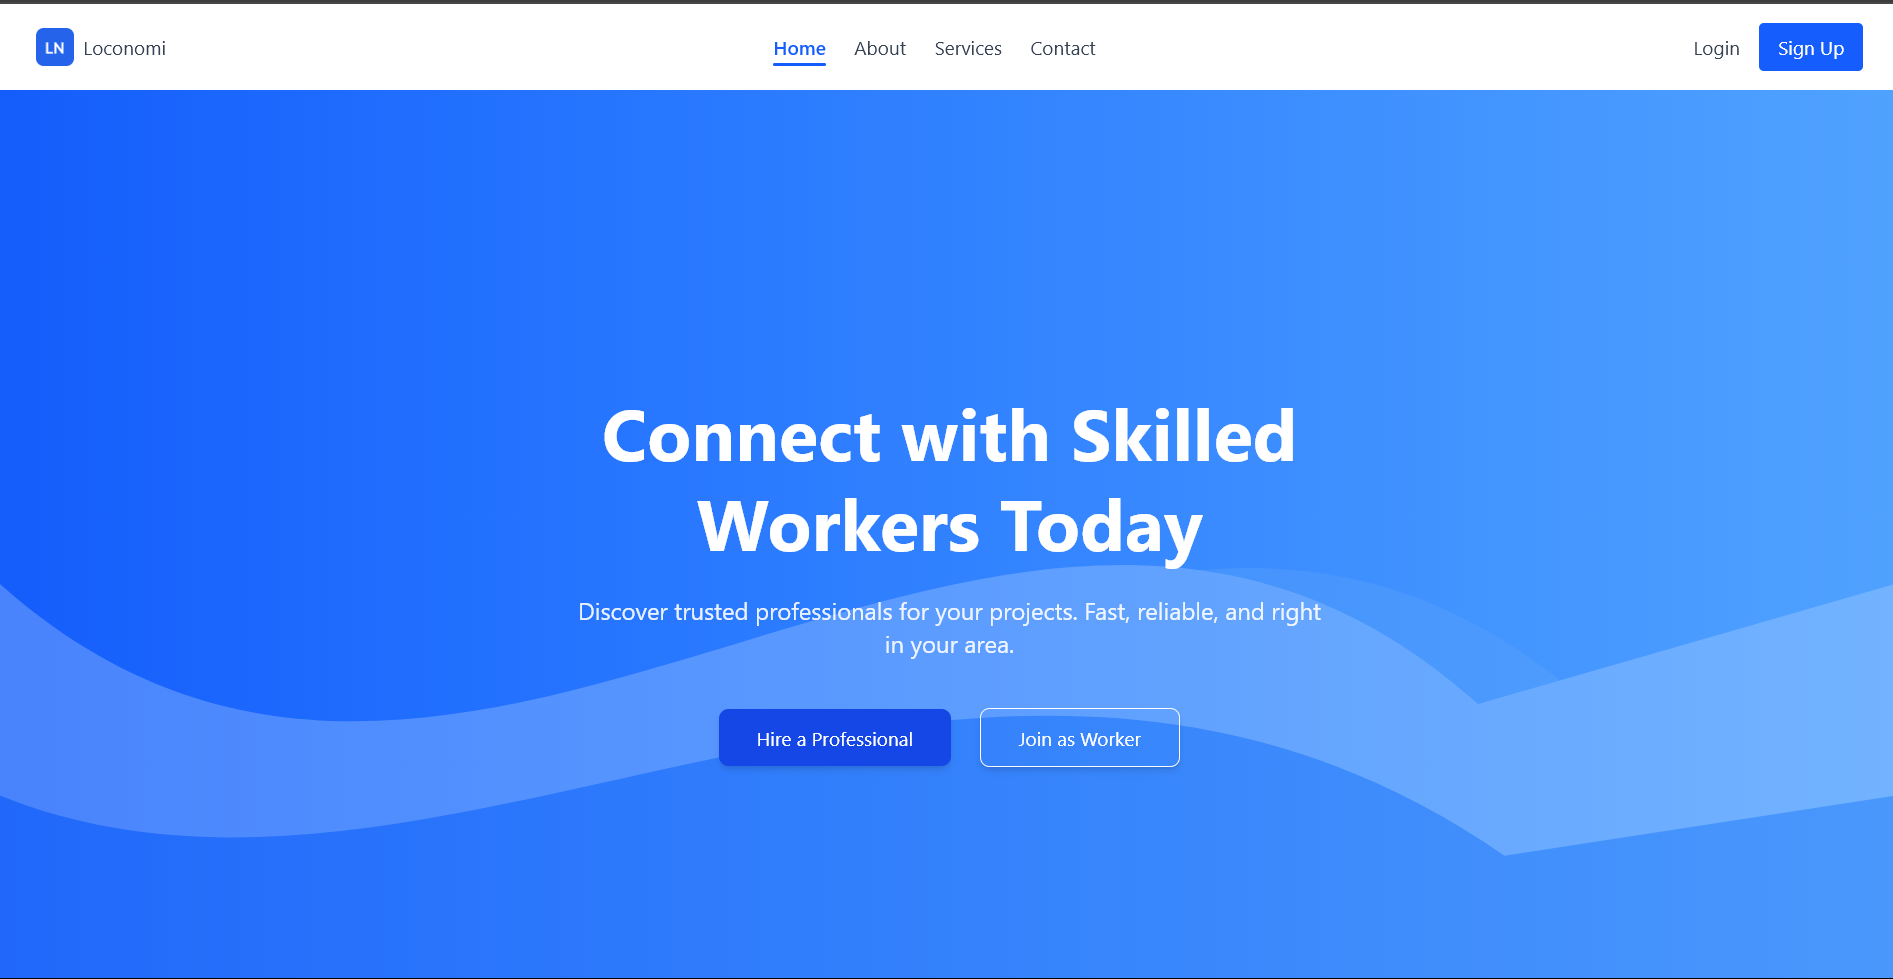 LN Loconomi
Home About Services Contact
Login Sign Up
Connect with Skilled
Workers Today
Discover trusted professionals for your projects. Fast, reliable, and right
in your area.
Hire a Professional
Join as Worker